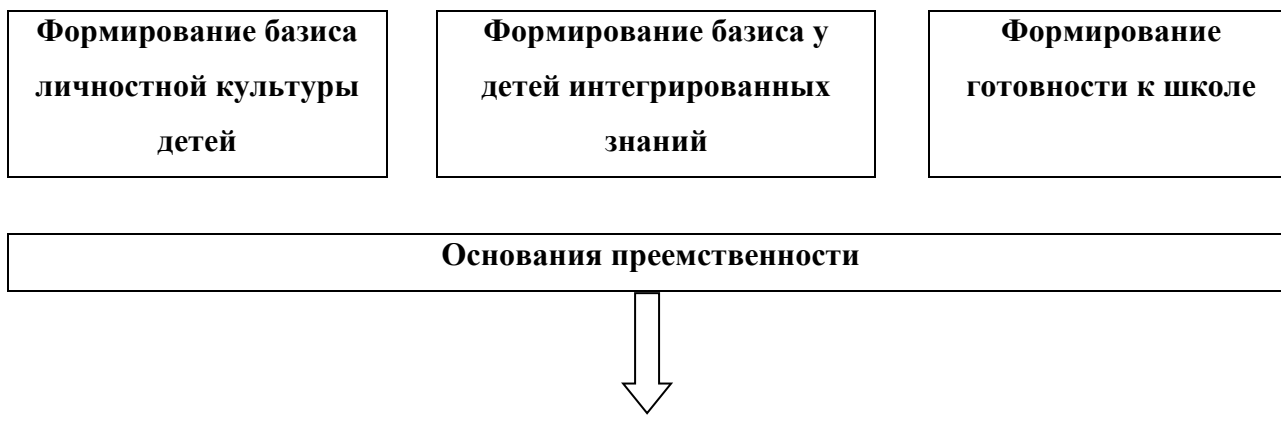 Формирование базиса
личностной культуры
детей
Формирование базиса у
детей интегрированных
знаний
Формирование
готовности к школе
Основания преемственности